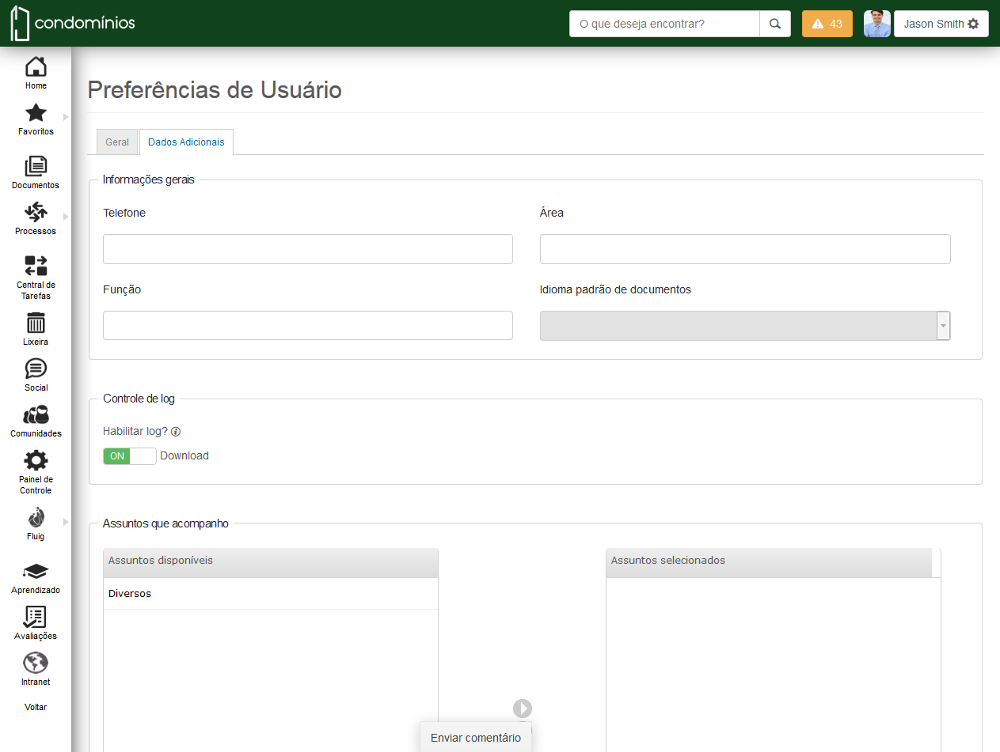 condomínios
O que deseja encontrar?
43
Jason Smith
Home
Favoritos
Documentos
Processos
Central de
Tarefas
Lixeira
Social
Comunidades
Painel de
Controle
Fluig
Aprendizado
Avaliações
Intranet
Voltar
Preferências de Usuário
Geral
Dados Adicionais
Informações gerais
Telefone
Área
Função
Idioma padrão de documentos
Controle de log
Habilitar log?
ON
Download
Assuntos que acompanho
Assuntos disponíveis
Assuntos selecionados
Diversos
Enviar comentário